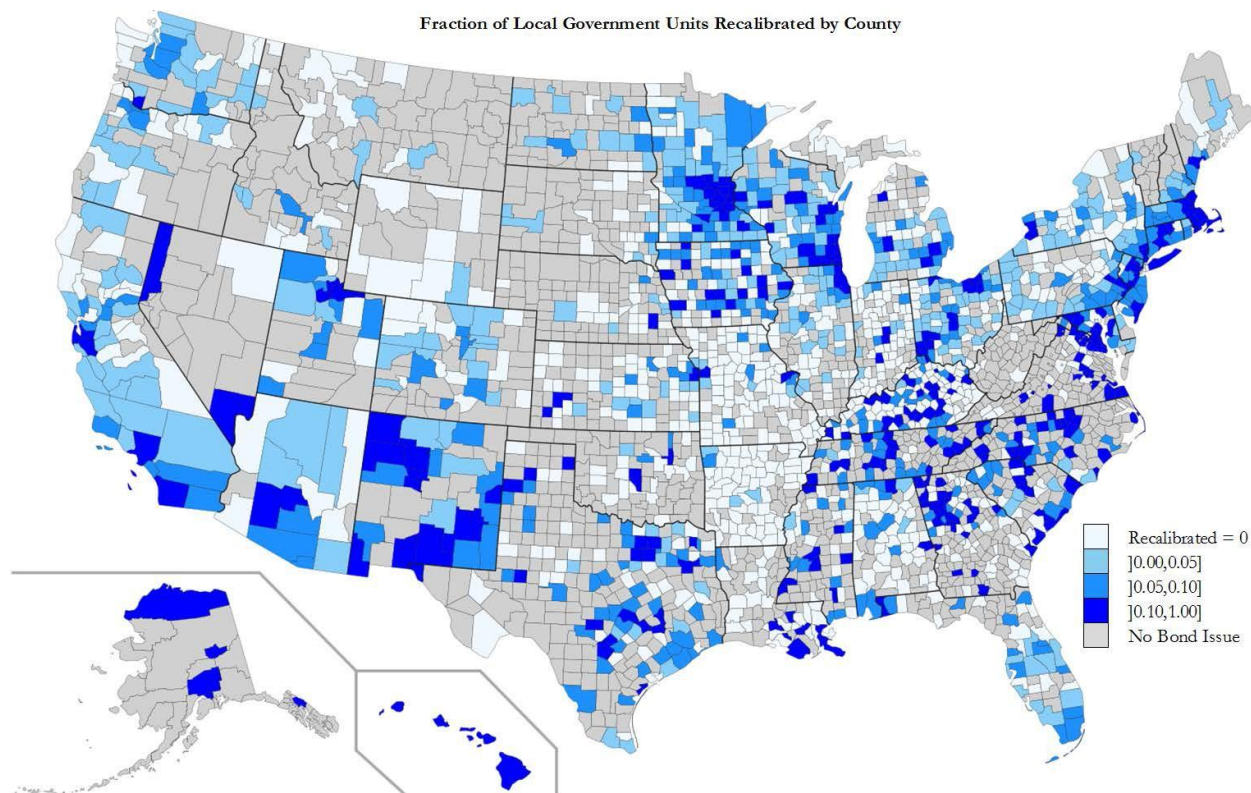 Fraction of Local Government Units Recalibrated by County
Recalibrated = 0
]0.00,0.05]
]0.05,0.10]
]0.10,1.00]
No Bond Issue